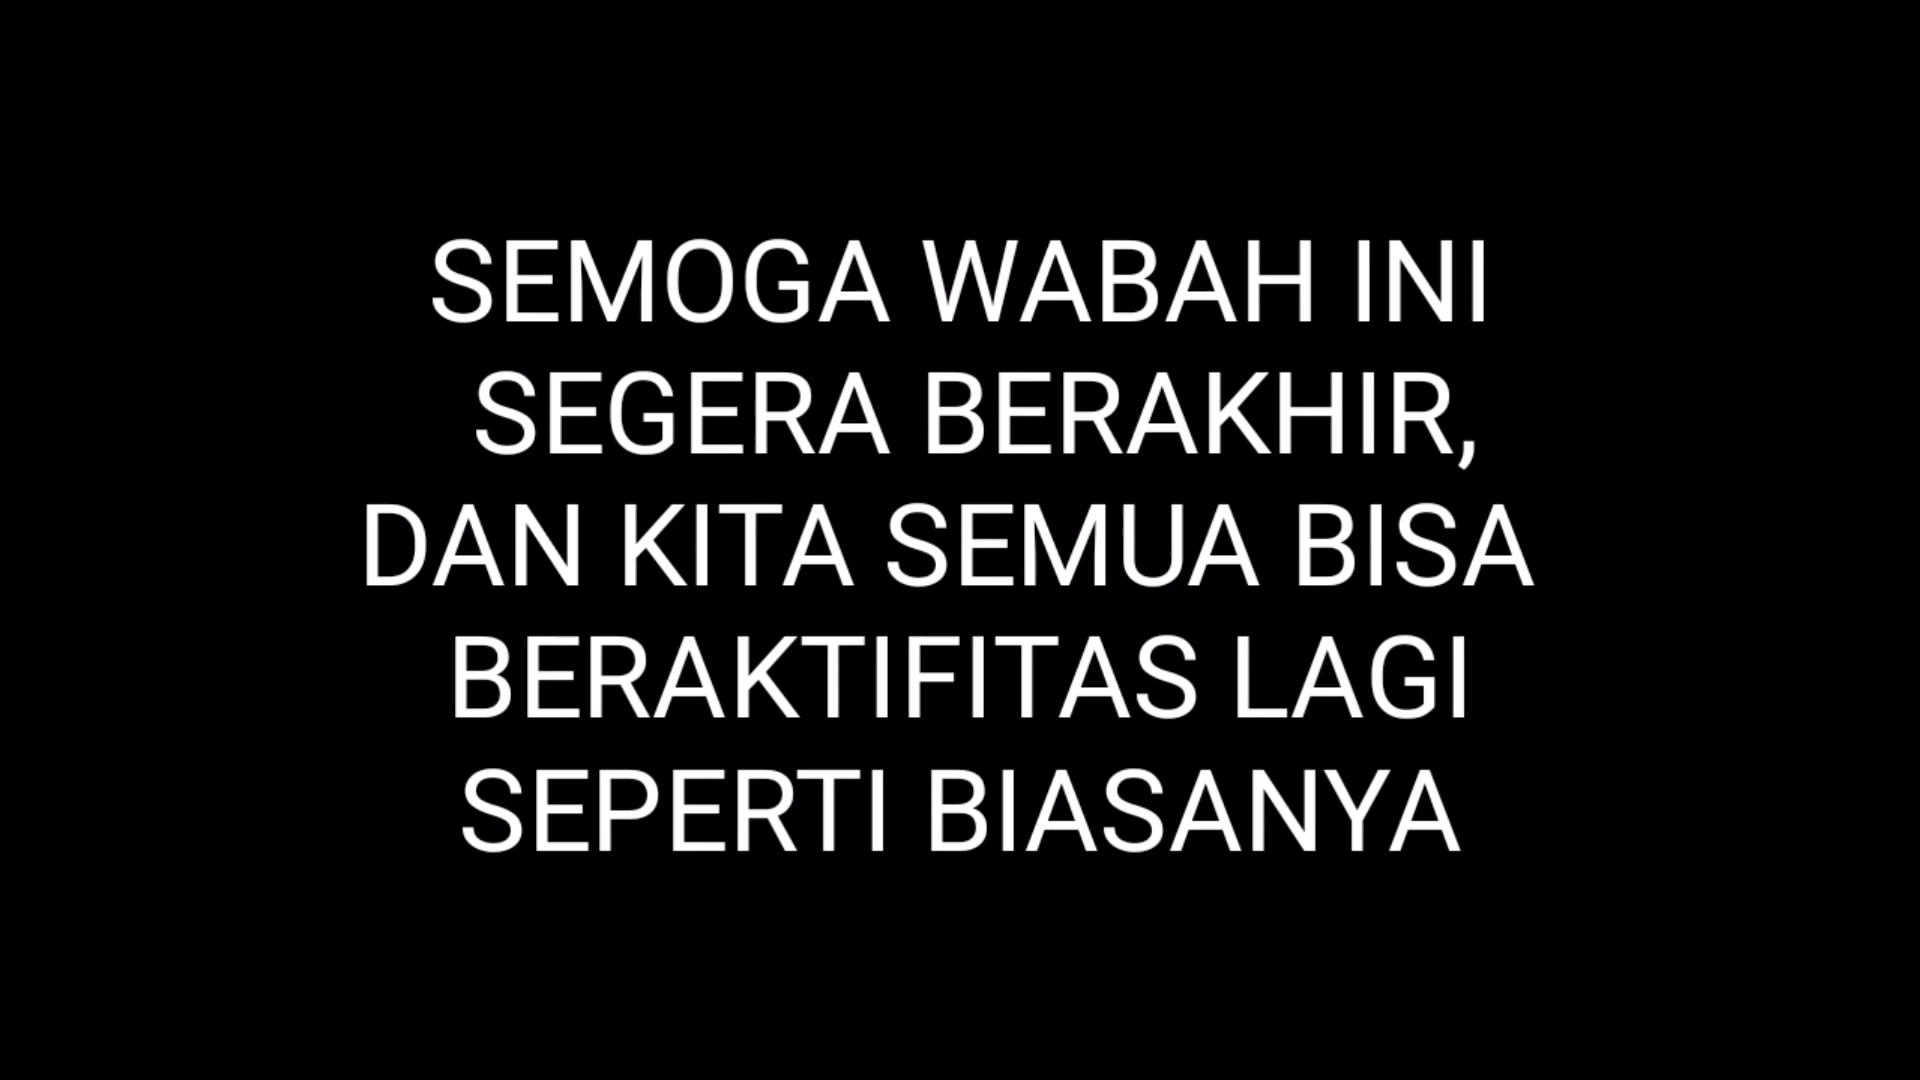 SEMOGA WABAH INI
SEGERA BERAKHIR,
DAN KITA SEMUA BISA
BERAKTIFITAS LAGI
SEPERTI BIASANYA